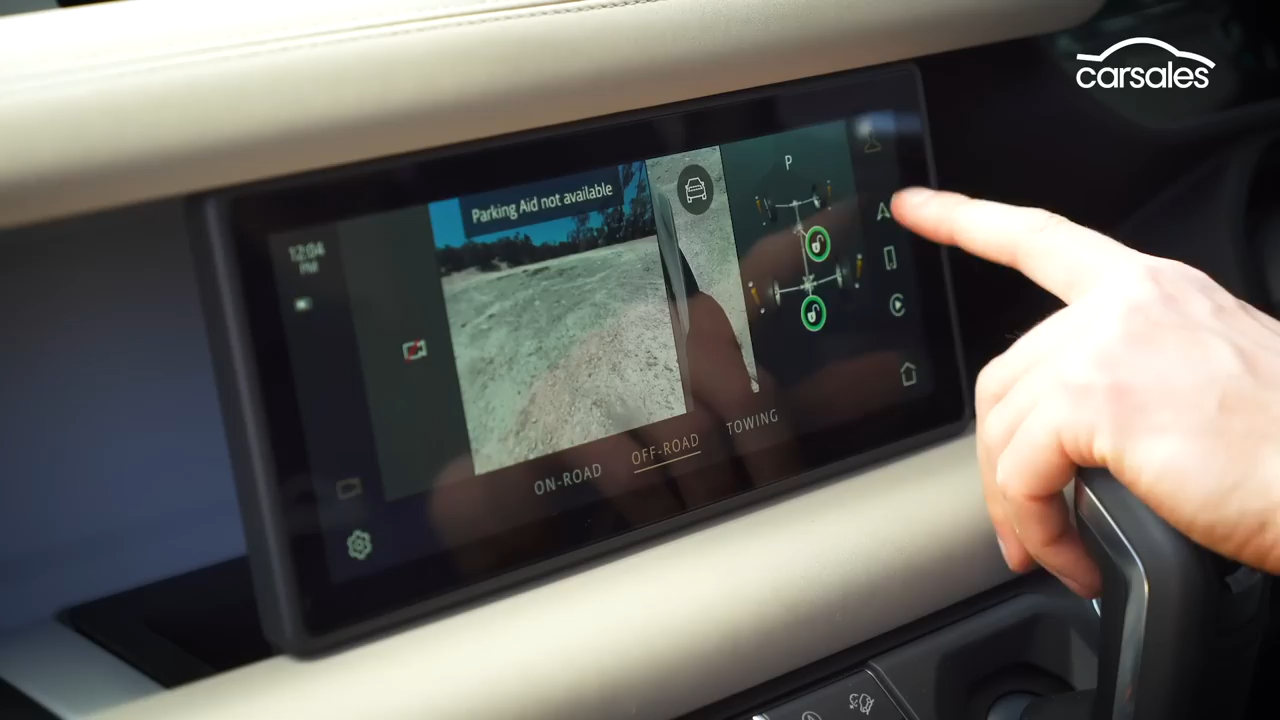 carsales
Parking Aid not available
P
12:04
PM
ON-ROAD
OFF-ROAD
TOWING